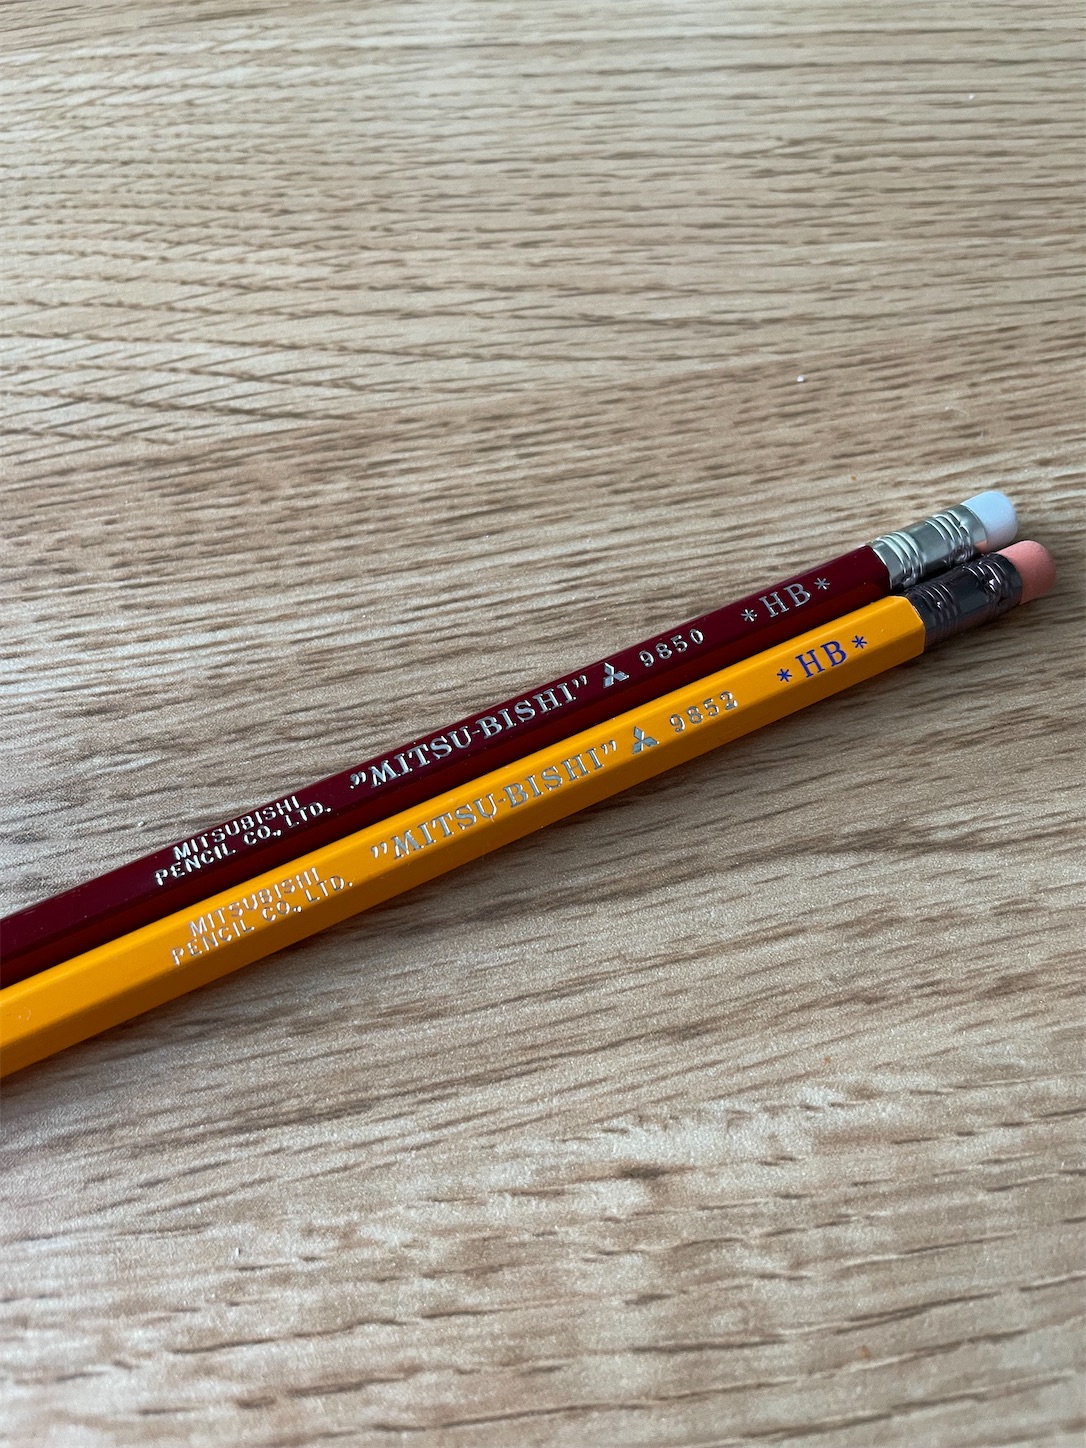 MITSUBISHI
PENCIL CO., LTD.
"MITSU-BISHI" 9850 *HB*
MITSUBISHI
PENCIL CO., LTD.
"MITSU-BISHI" 9852 *HB*